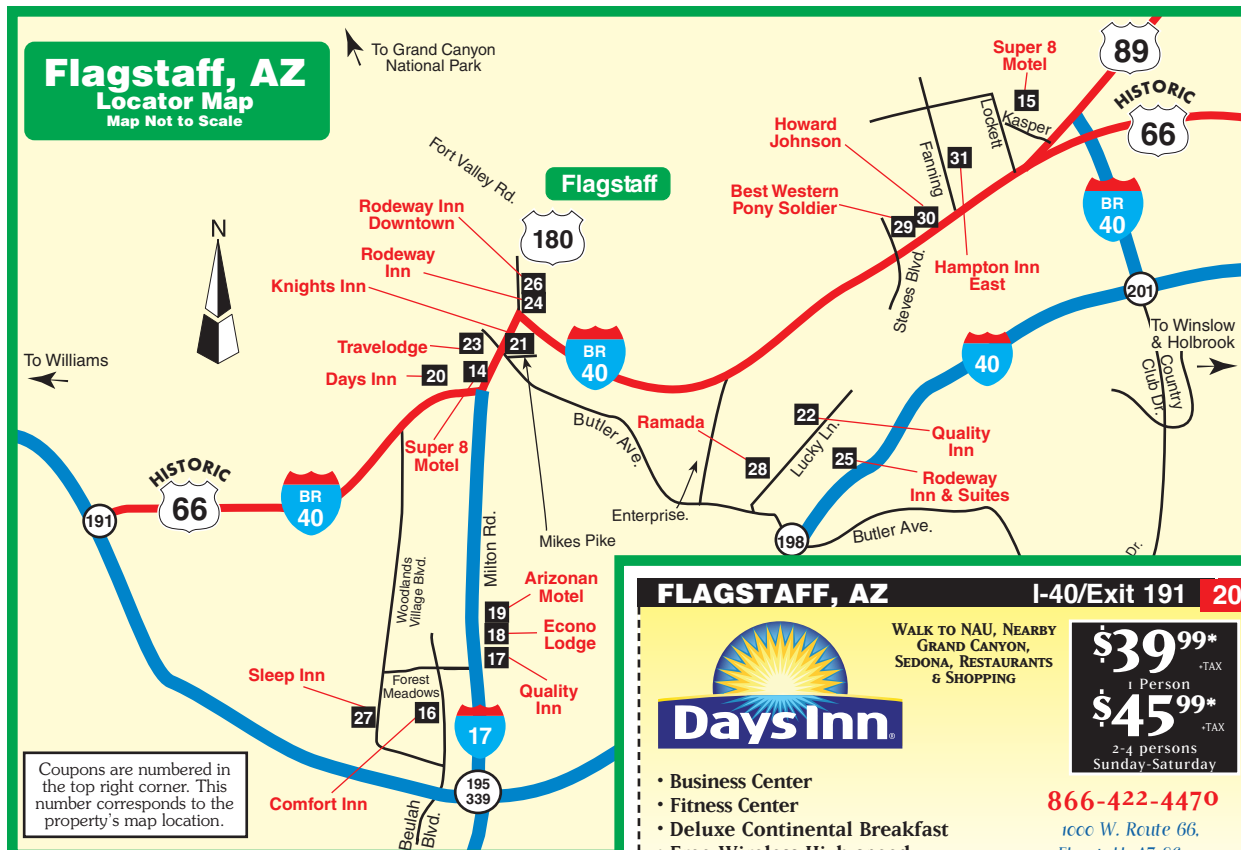 Flagstaff, AZ
Locator Map
Map Not to Scale
To Grand Canyon
National Park
Super 8
Motel
15
Kasper
Lockett
89
HISTORIC
66
Howard
Johnson
Fanning
31
Fort Valley Rd.
Flagstaff
Best Western
Pony Soldier
29
30
BR
40
Rodeway Inn
Downtown
180
N
Rodeway
Inn
26
24
Hampton Inn
East
Steves Blvd.
201
Knights Inn
To Winslow
& Holbrook
Travelodge
23
21
BR
40
40
To Williams
Days Inn
20
14
Country
Club Dr.
Butler Ave.
Ramada
22
Lucky Ln.
Quality
Inn
Super 8
Motel
28
25
Rodeway
Inn & Suites
HISTORIC
66
BR
40
191
Enterprise.
Mikes Pike
198
Butler Ave.
Dr.
Milton Rd.
Woodlands
Village Blvd.
Arizonan
Motel
19
18
Econo
Lodge
17
Quality
Inn
Sleep Inn
Forest
Meadows
27
16
17
Comfort Inn
195
339
Beulah
Blvd.
Coupons are numbered in
the top right corner. This
number corresponds to the
property's map location.
FLAGSTAFF, AZ I-40/Exit 191 20
WALK TO NAU, NEARBY
GRAND CANYON,
SEDONA, RESTAURANTS
& SHOPPING
Days Inn®
$39.99*
+TAX
1 Person
$45.99*
+TAX
2-4 persons
Sunday-Saturday
• Business Center
• Fitness Center
• Deluxe Continental Breakfast
866-422-4470
1000 W. Route 66,